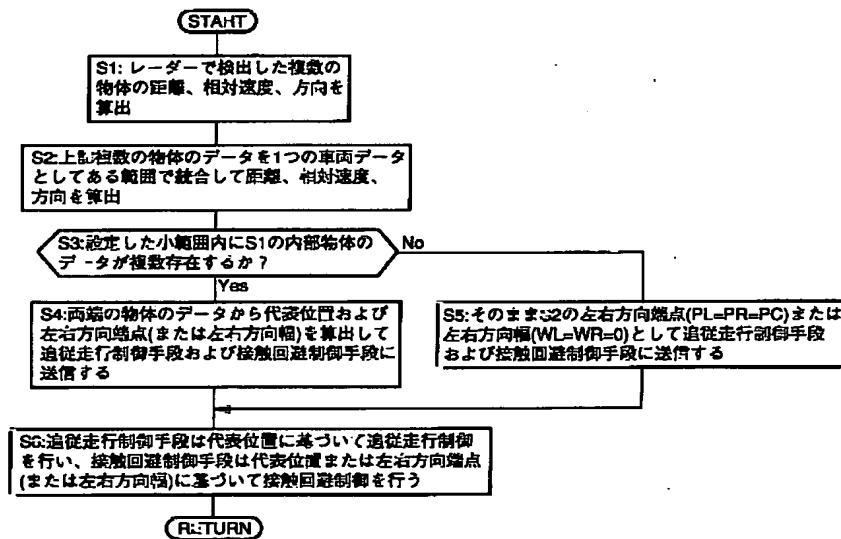 START
S1: レーダーで検出した複数の
物体の距離、相対速度、方向を
算出
S2:上記複数の物体のデータを1つの車両データ
としてある範囲で統合して距離、相対速度、
方向を算出
S3:設定した小範囲内にS1の内部物体の
データが複数存在するか？
No
Yes
S4:両端の物体のデータから代表位置および
左右方向端点(または左右方向幅)を算出して
追従走行制御手段および接触回避制御手段に
送信する
S5:そのままS2の左右方向端点(PL=PR=PC)または
左右方向幅(WL=WR=0)として追従走行制御手段
および接触回避制御手段に送信する
S6:追従走行制御手段は代表位置に基づいて追従走行制御
を行い、接触回避制御手段は代表位置または左右方向端点
(または左右方向幅)に基づいて接触回避制御を行う
RETURN